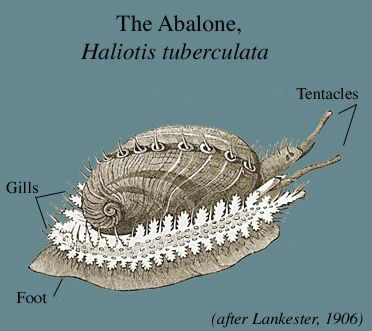 The Abalone,
Haliotis tuberculata
Tentacles
Gills
Foot
(after Lankester, 1906)